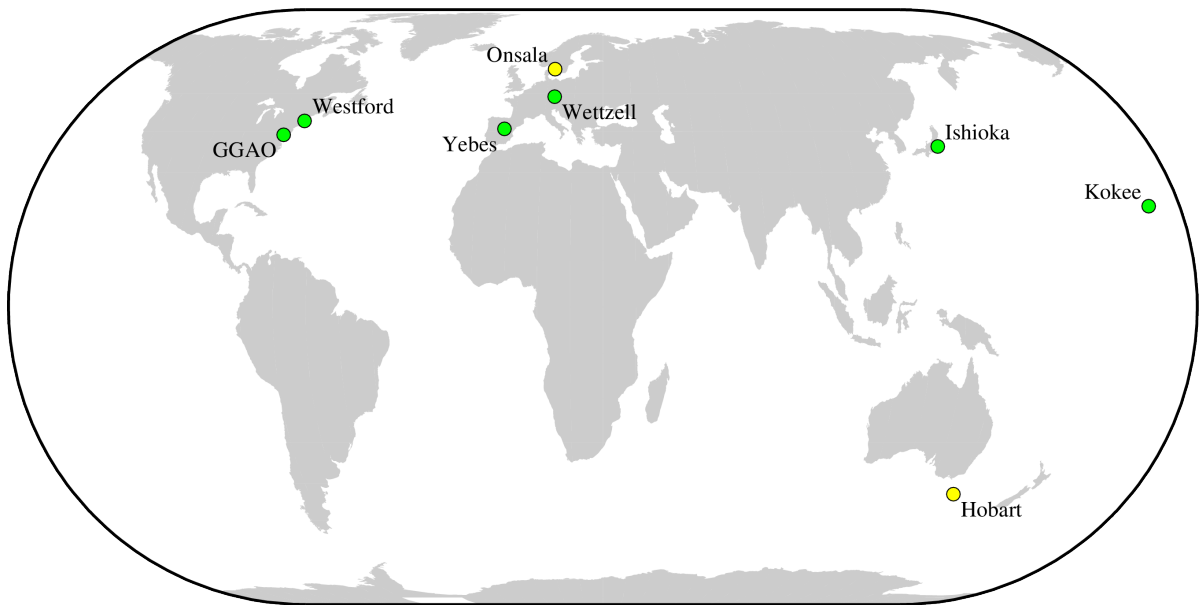 Onsala
Westford
Wettzell
GGAO
Yebes
Ishioka
Kokee
Hobart